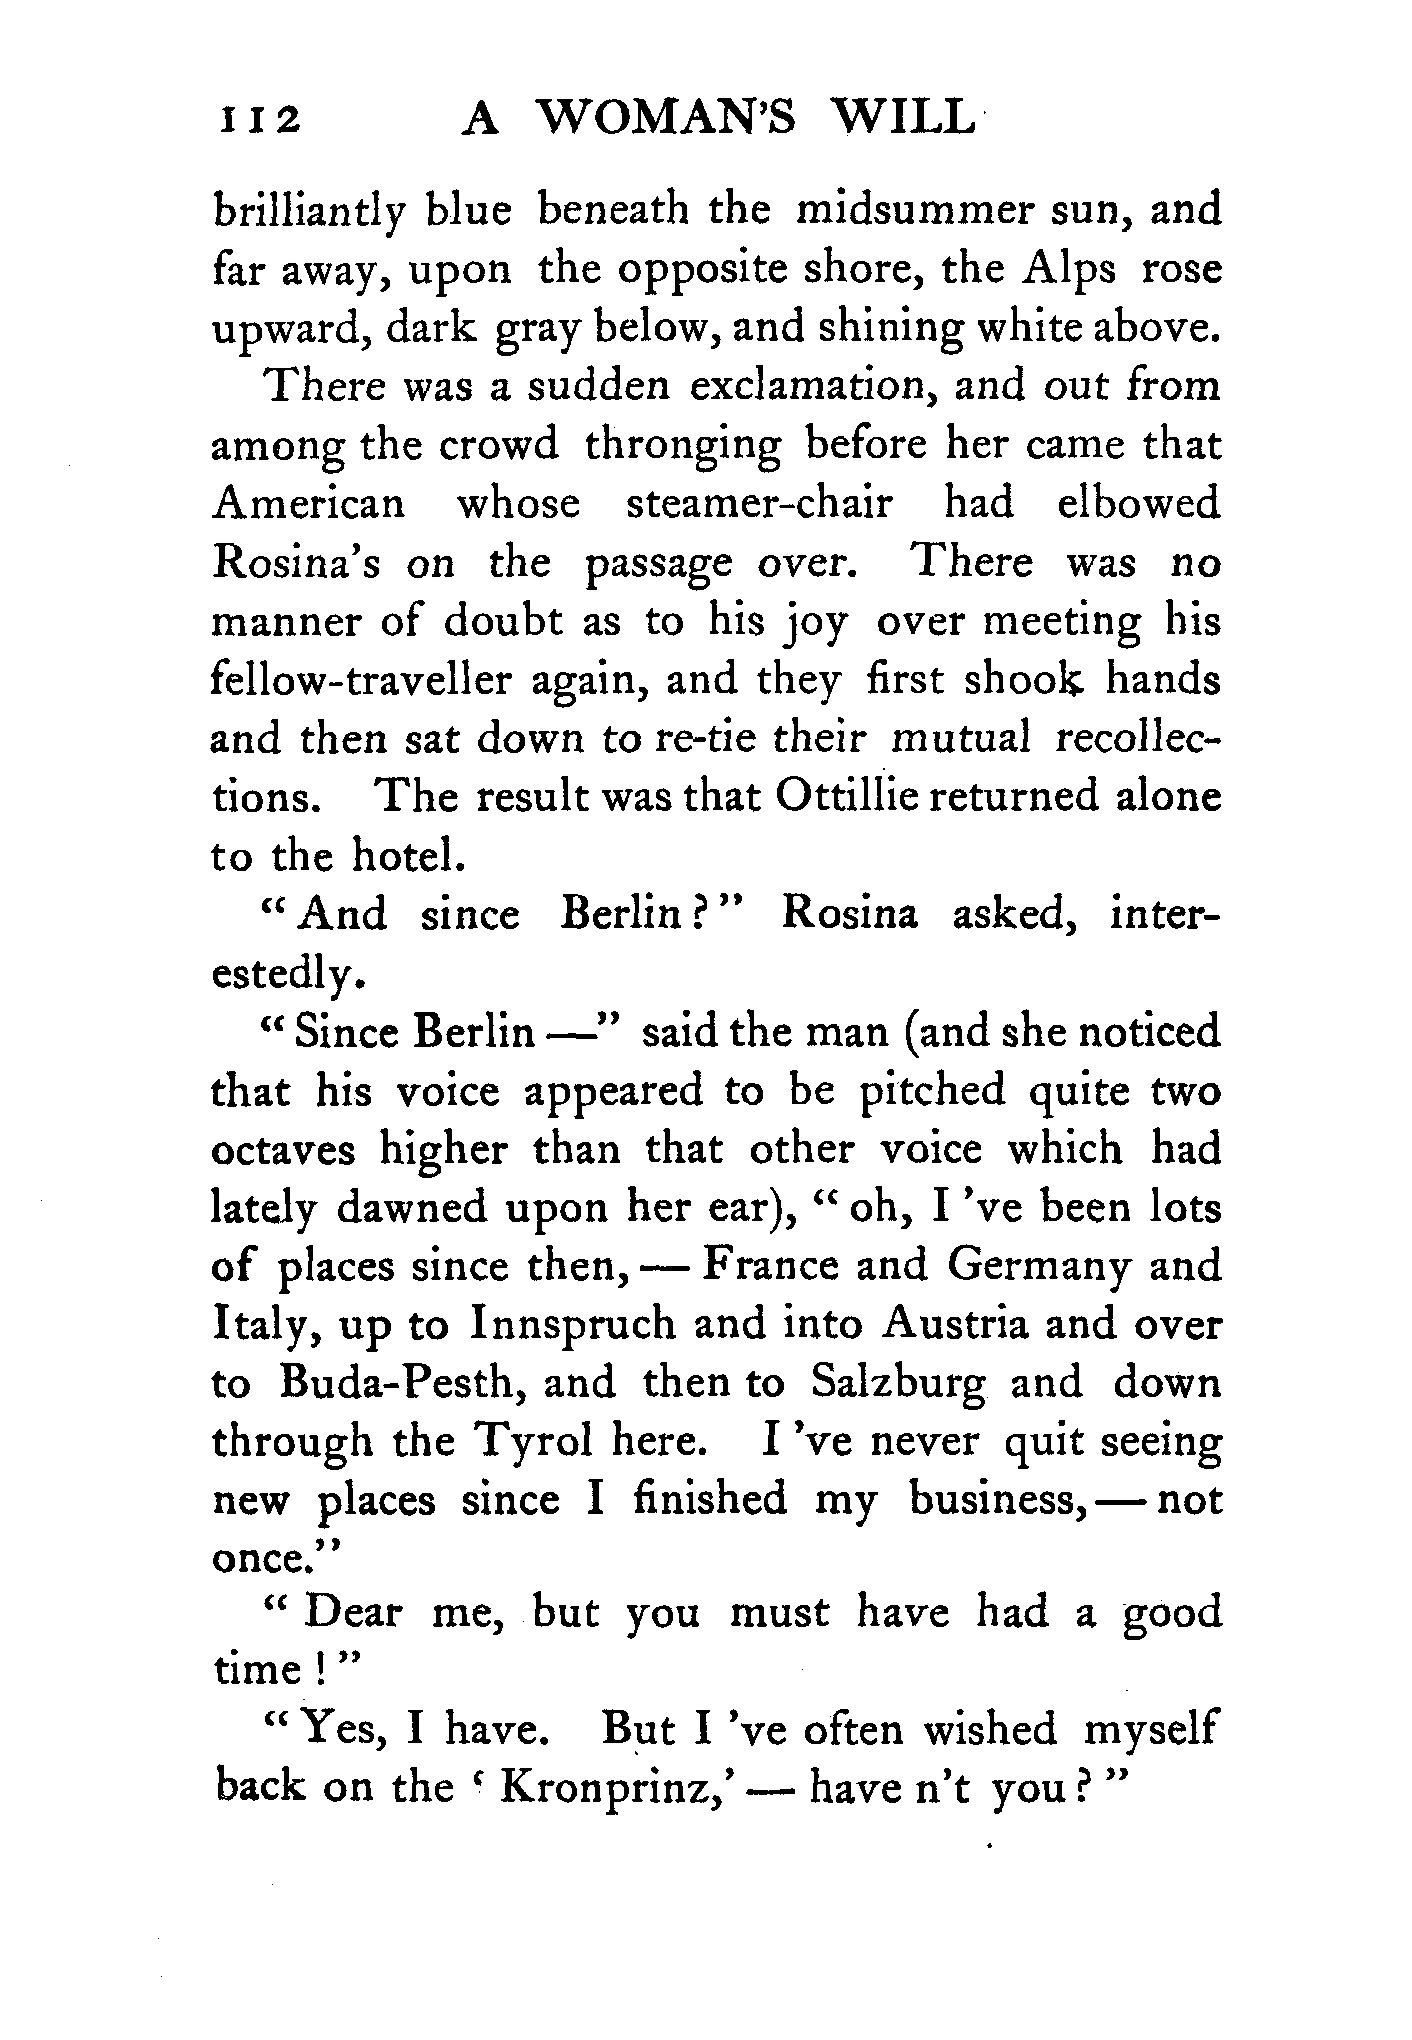 112 A WOMAN'S WILL
brilliantly blue beneath the midsummer sun, and
far away, upon the opposite shore, the Alps rose
upward, dark gray below, and shining white above.
There was a sudden exclamation, and out from
among the crowd thronging before her came that
American whose steamer-chair had elbowed
Rosina's on the passage over. There was no
manner of doubt as to his joy over meeting his
fellow-traveller again, and they first shook hands
and then sat down to re-tie their mutual recollec-
tions. The result was that Ottillie returned alone
to the hotel.
"And since Berlin?" Rosina asked, inter-
estedly.
"Since Berlin—" said the man (and she noticed
that his voice appeared to be pitched quite two
octaves higher than that other voice which had
lately dawned upon her ear), "oh, I 've been lots
of places since then,— France and Germany and
Italy, up to Innspruch and into Austria and over
to Buda-Pesth, and then to Salzburg and down
through the Tyrol here. I 've never quit seeing
new places since I finished my business,— not
once."
"Dear me, but you must have had a good
time!"
"Yes, I have. But I 've often wished myself
back on the 'Kronprinz,'— have n't you?"